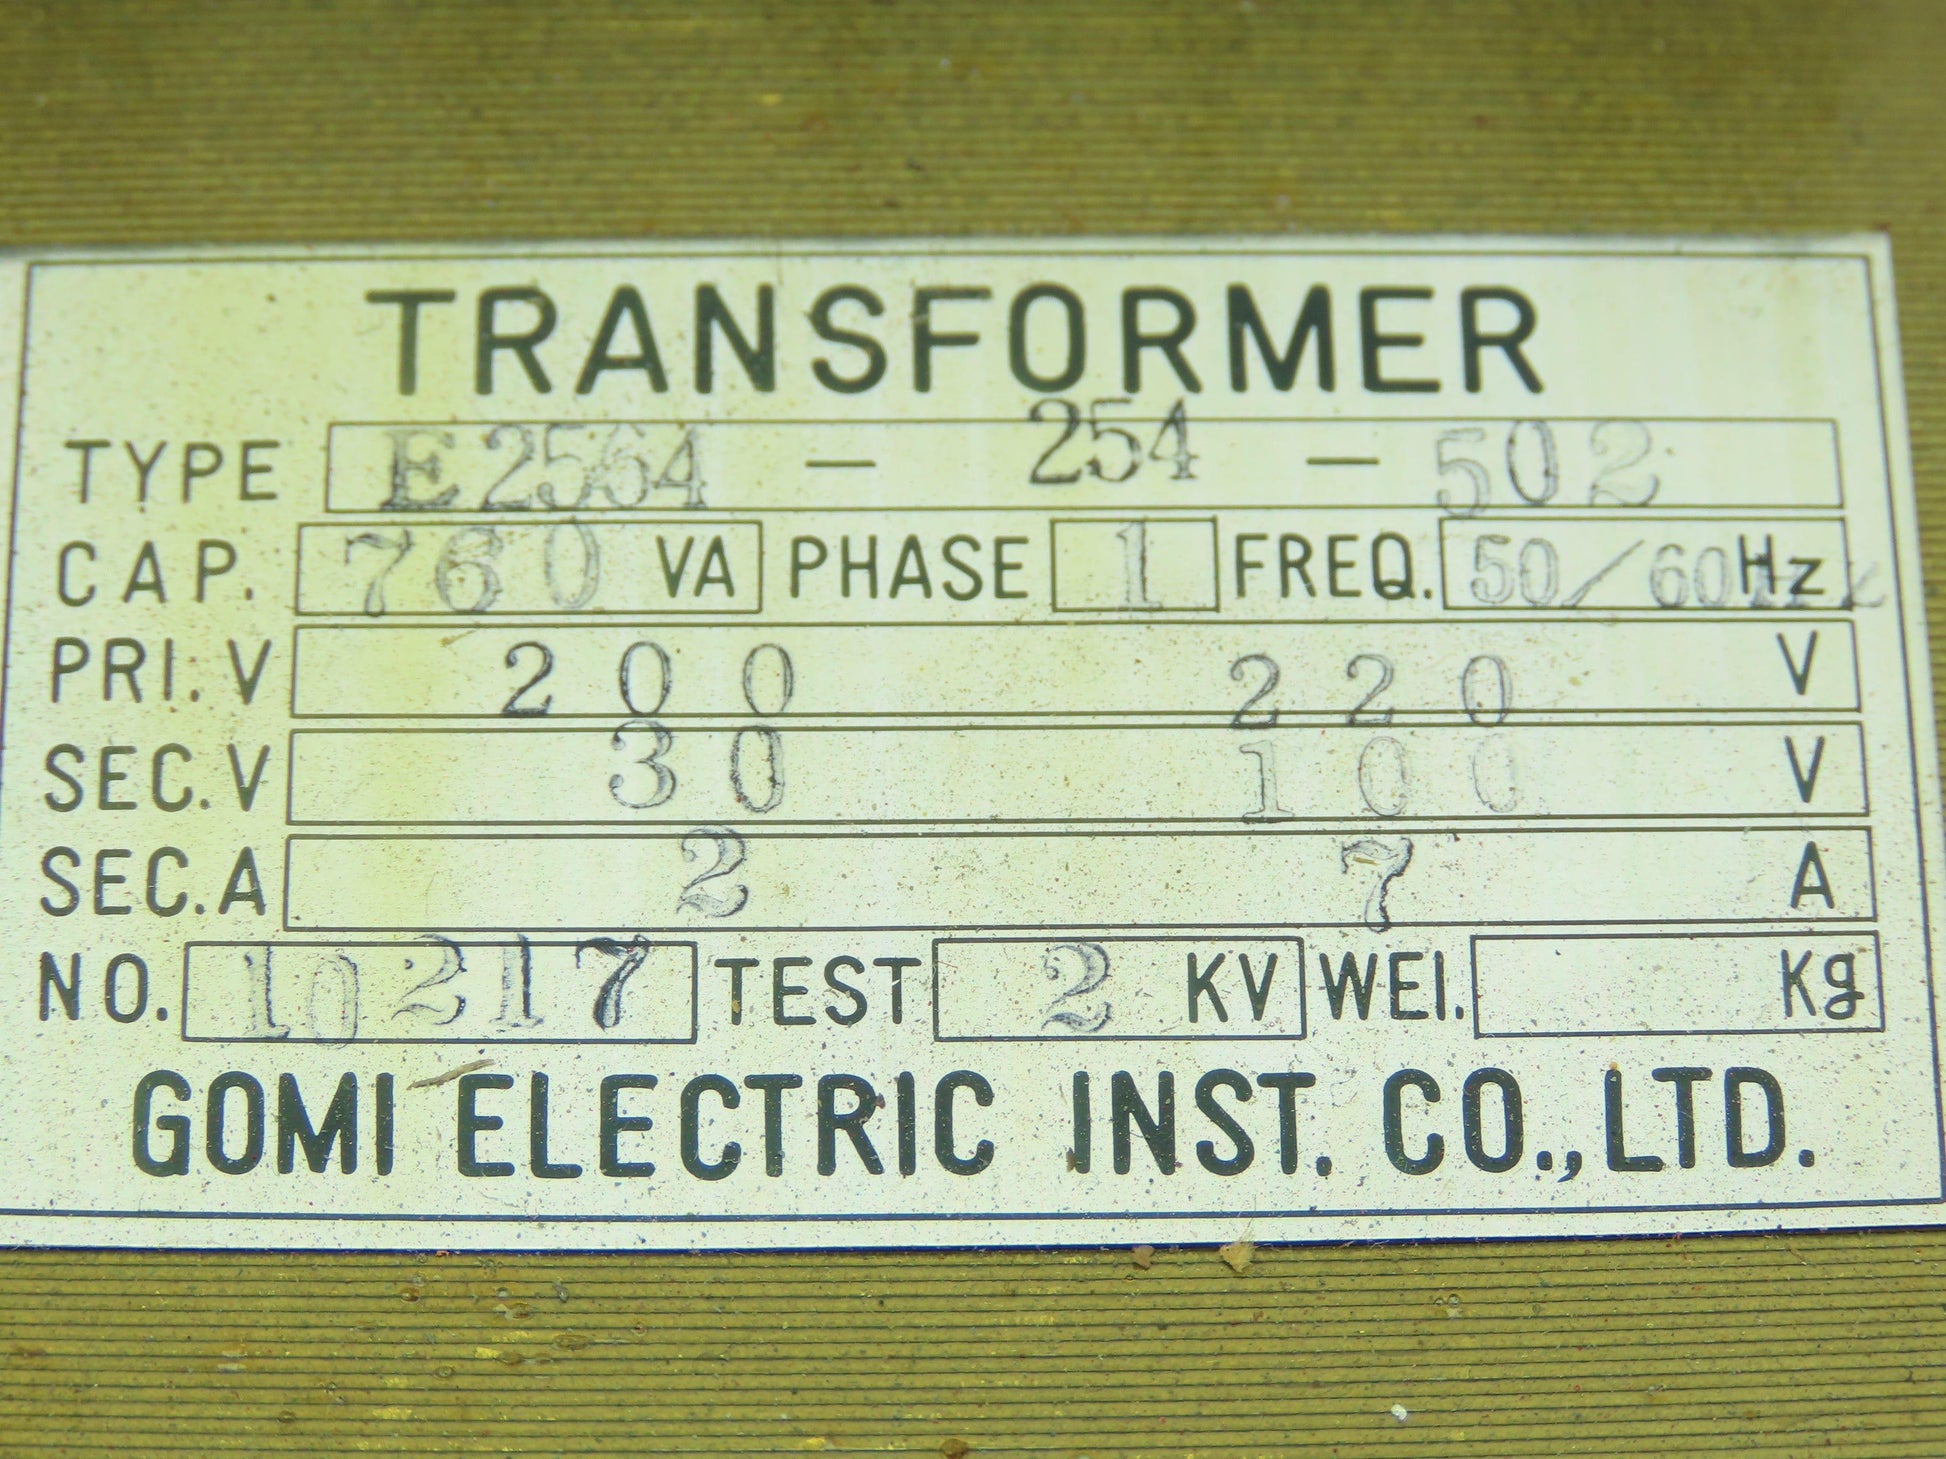 TRANSFORMER
TYPE E2564 - 254 - 502
CAP. 760 VA PHASE 1 FREQ. 50/60Hz Hz
PRI.V 200 220 V
SEC.V 30 100 V
SEC.A 2 7 A
NO. 10217 TEST 2 KV WEI. Kg
GOMI ELECTRIC INST. CO.,LTD.